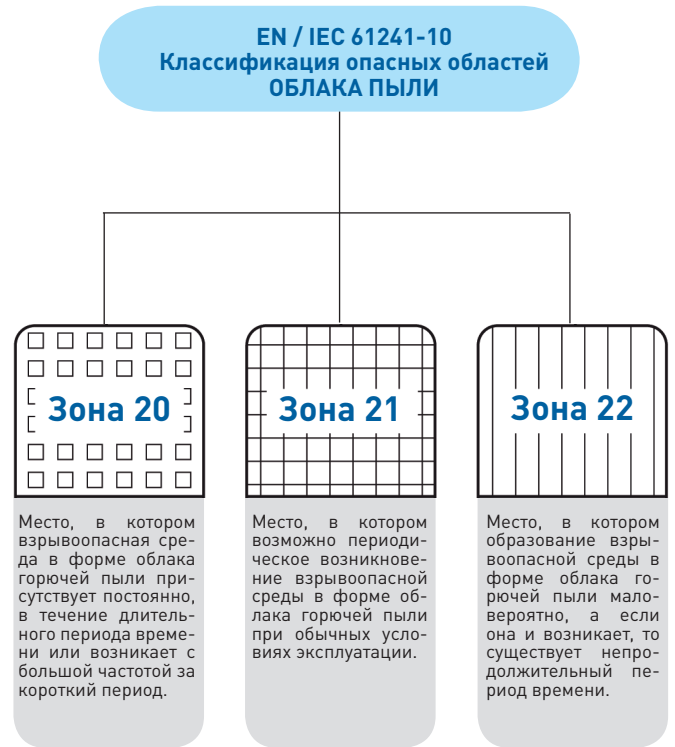 EN / IEC 61241-10
Классификация опасных областей
ОБЛАКА ПЫЛИ
Зона 20
Место, в котором
взрывоопасная сре-
да в форме облака
горючей пыли при-
сутствует постоянно,
в течение длитель-
ного периода време-
ни или возникает с
большой частотой за
короткий период.
Зона 21
Место, в котором
возможно периоди-
ческое возникнове-
ние взрывоопасной
среды в форме об-
лака горючей пыли
при обычных усло-
виях эксплуатации.
Зона 22
Место, в котором
образование взры-
воопасной среды в
форме облака го-
рючей пыли мало-
вероятно, а если
она и возникает, то
существует непро-
должительный пе-
риод времени.